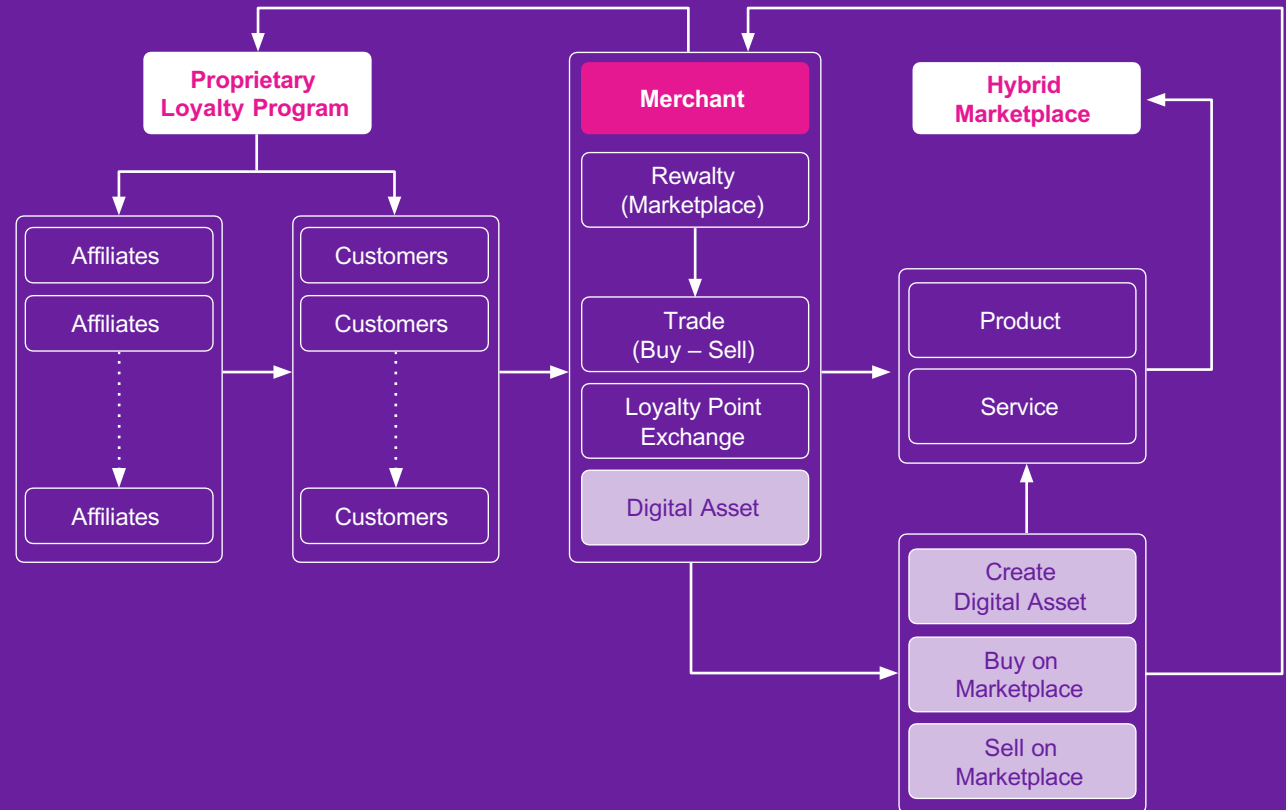 Proprietary
Loyalty Program
Affiliates
Affiliates
Affiliates
Customers
Customers
Customers
Merchant
Rewalty
(Marketplace)
Trade
(Buy – Sell)
Loyalty Point
Exchange
Digital Asset
Hybrid
Marketplace
Product
Service
Create
Digital Asset
Buy on
Marketplace
Sell on
Marketplace